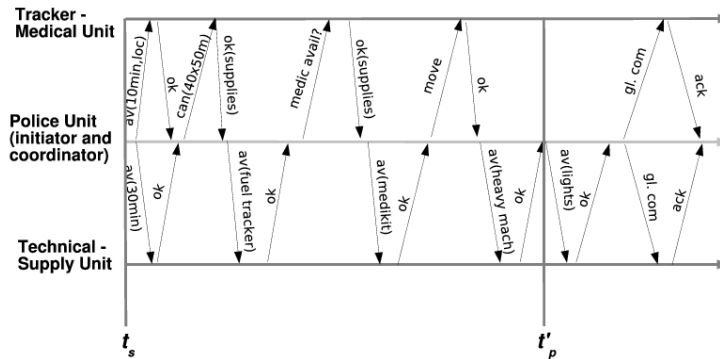 Tracker -
Medical Unit
av(10min,loc)
ok
can(40x50m)
ok(supplies)
medic avail?
ok(supplies)
move
ok
gl. com
ack
Police Unit
(initiator and
coordinator)
av(30min)
ok
av(fuel tracker)
ok
av(medikit)
ok
av(heavy mach)
ok
av(lights)
ok
gl. com
ack
Technical -
Supply Unit
ts
t'p